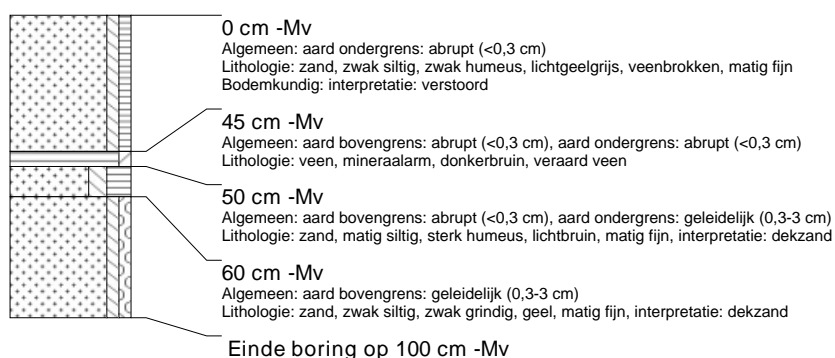 0 cm -Mv
Algemeen: aard ondergrens: abrupt (<0,3 cm)
Lithologie: zand, zwak siltig, zwak humeus, lichtgeelgrijs, veenbrokken, matig fijn
Bodemkundig: interpretatie: verstoord
45 cm -Mv
Algemeen: aard bovengrens: abrupt (<0,3 cm), aard ondergrens: abrupt (<0,3 cm)
Lithologie: veen, mineraalarm, donkerbruin, veraard veen
50 cm -Mv
Algemeen: aard bovengrens: abrupt (<0,3 cm), aard ondergrens: geleidelijk (0,3-3 cm)
Lithologie: zand, matig siltig, sterk humeus, lichtbruin, matig fijn, interpretatie: dekzand
60 cm -Mv
Algemeen: aard bovengrens: geleidelijk (0,3-3 cm)
Lithologie: zand, zwak siltig, zwak grindig, geel, matig fijn, interpretatie: dekzand
Einde boring op 100 cm -Mv